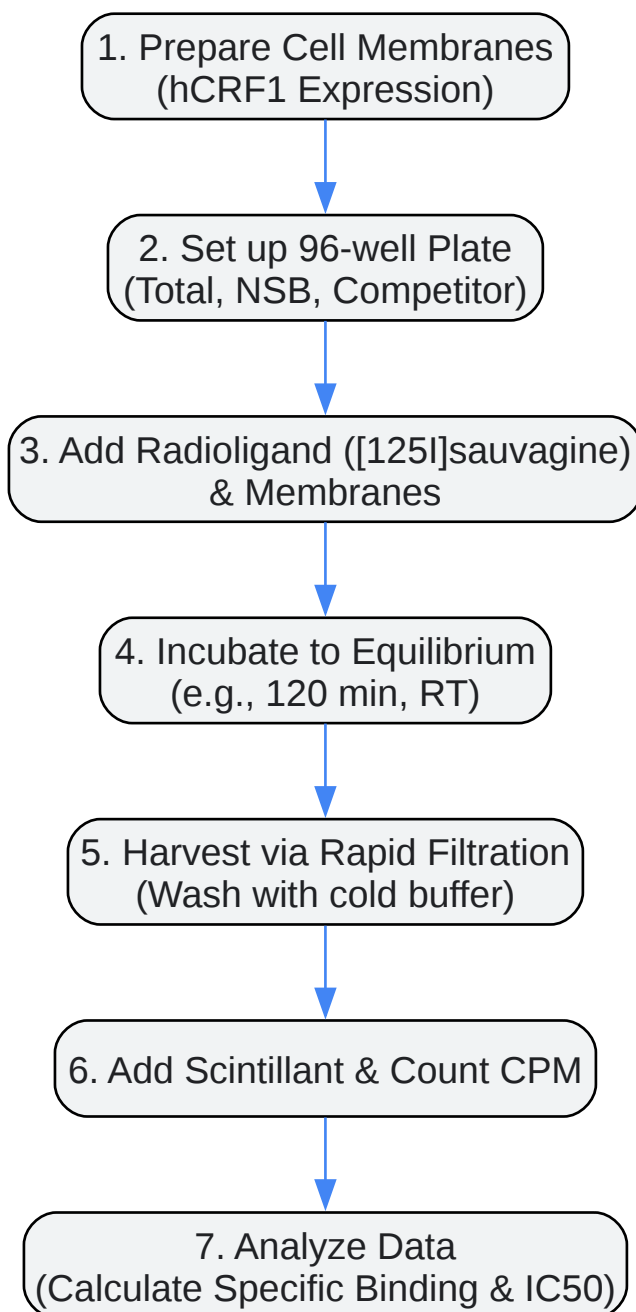 1. Prepare Cell Membranes
(hCRF1 Expression)
2. Set up 96-well Plate
(Total, NSB, Competitor)
3. Add Radioligand ([125I]sauvagine)
& Membranes
4. Incubate to Equilibrium
(e.g., 120 min, RT)
5. Harvest via Rapid Filtration
(Wash with cold buffer)
6. Add Scintillant & Count CPM
7. Analyze Data
(Calculate Specific Binding & IC50)